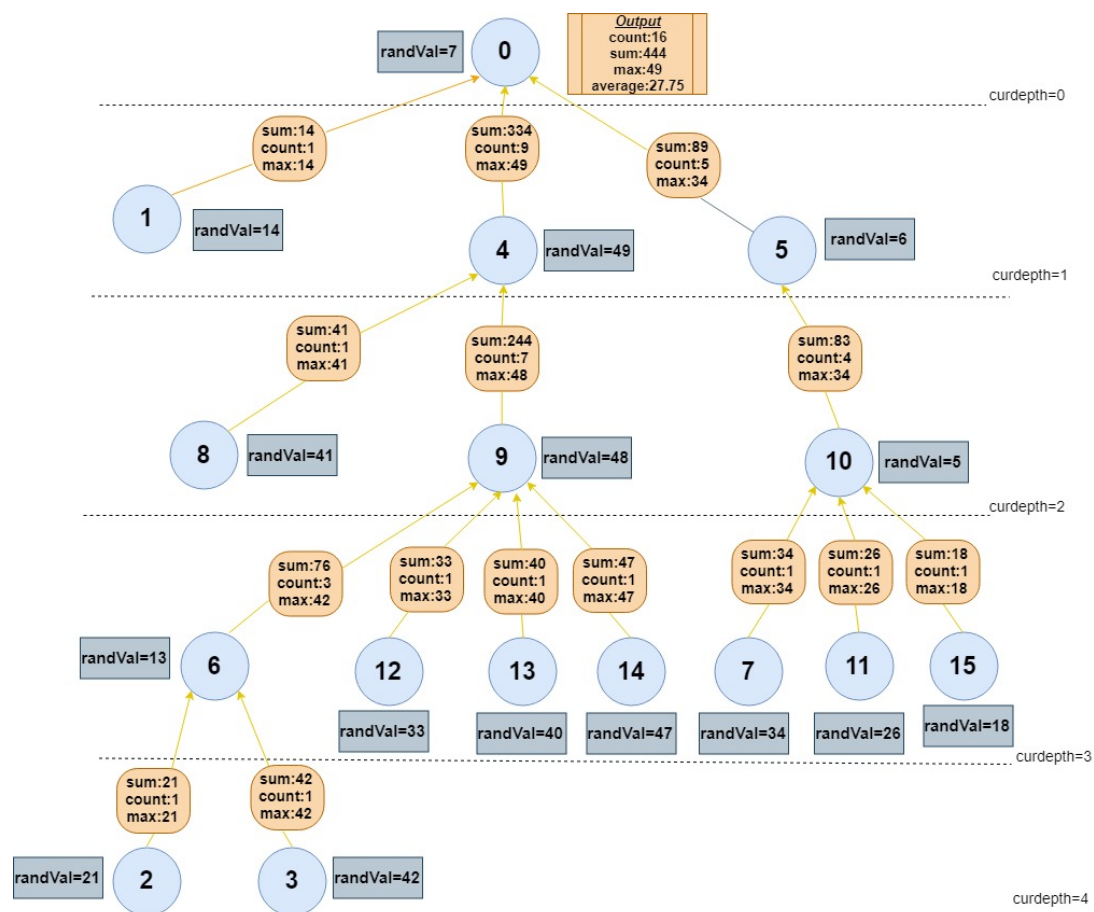 randVal=7
0
Output
count:16
sum:444
max:49
average:27.75
curdepth=0
sum:14
count:1
max:14
sum:334
count:9
max:49
sum:89
count:5
max:34
1
randVal=14
4
randVal=49
5
randVal=6
curdepth=1
sum:41
count:1
max:41
sum:244
count:7
max:48
sum:83
count:4
max:34
8
randVal=41
9
randVal=48
10
randVal=5
curdepth=2
sum:76
count:3
max:42
sum:33
count:1
max:33
sum:40
count:1
max:40
sum:47
count:1
max:47
sum:34
count:1
max:34
sum:26
count:1
max:26
sum:18
count:1
max:18
randVal=13
6
12
13
14
7
11
15
randVal=33
randVal=40
randVal=47
randVal=34
randVal=26
randVal=18
curdepth=3
sum:21
count:1
max:21
sum:42
count:1
max:42
randVal=21
2
3
randVal=42
curdepth=4